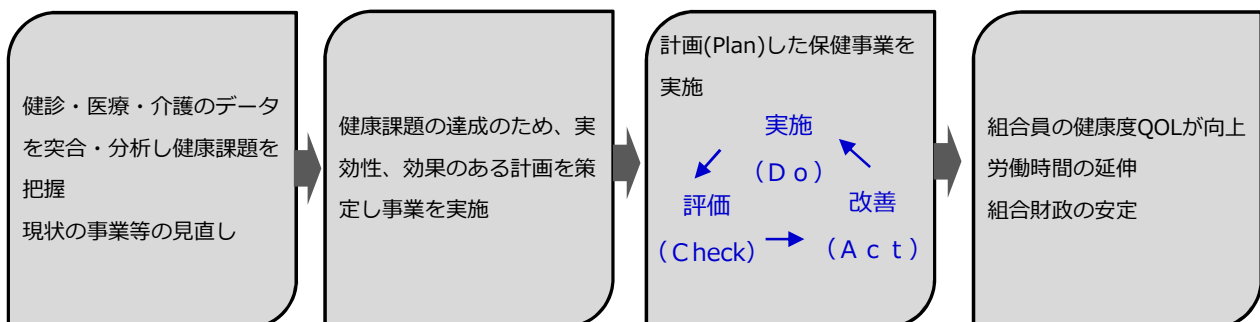 健診・医療・介護のデータ
を突合・分析し健康課題を
把握
現状の事業等の見直し
健康課題の達成のため、実
効性、効果のある計画を策
定し事業を実施
計画(Plan)した保健事業を
実施
実施
（Ｄｏ）
評価
（Ｃheck）
改善
（Ａｃｔ）
組合員の健康度QOLが向上
労働時間の延伸
組合財政の安定